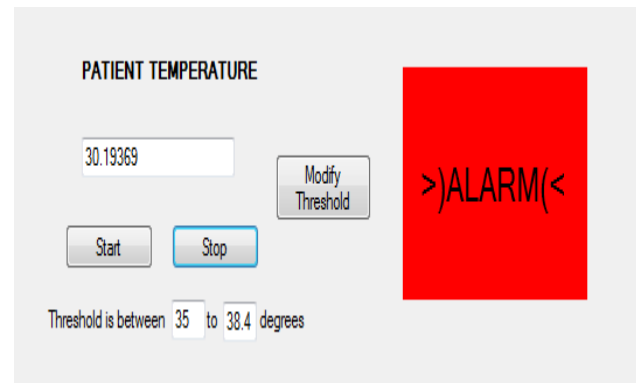 PATIENT TEMPERATURE
30.19369
Modify
Threshold
>)ALARM(<
Start Stop
Threshold is between 35 to 38.4 degrees